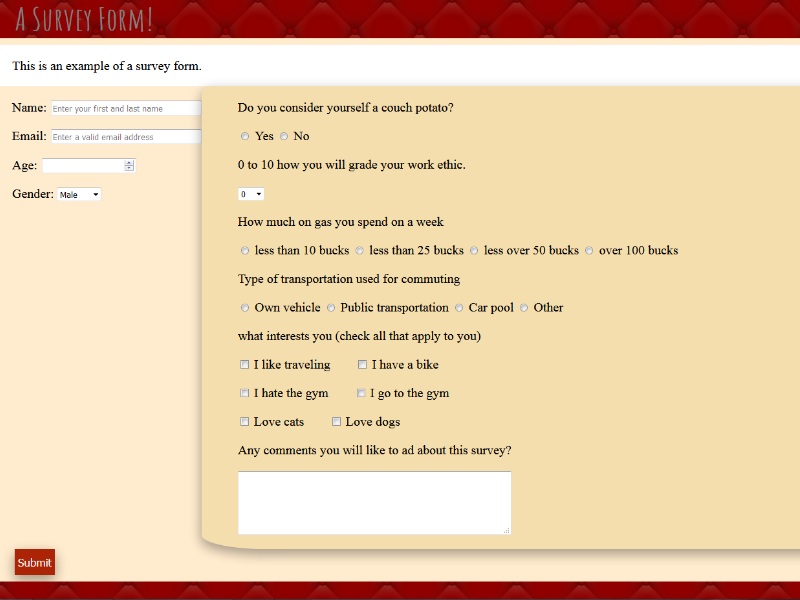 A Survey Form!
This is an example of a survey form.
Name: Enter your first and last name
Email: Enter a valid email address
Age:
Gender: Male
Do you consider yourself a couch potato?
Yes No
0 to 10 how you will grade your work ethic.
0
How much on gas you spend on a week
less than 10 bucks less than 25 bucks less over 50 bucks over 100 bucks
Type of transportation used for commuting
Own vehicle Public transportation Car pool Other
what interests you (check all that apply to you)
I like traveling I have a bike
I hate the gym I go to the gym
Love cats Love dogs
Any comments you will like to ad about this survey?
Submit